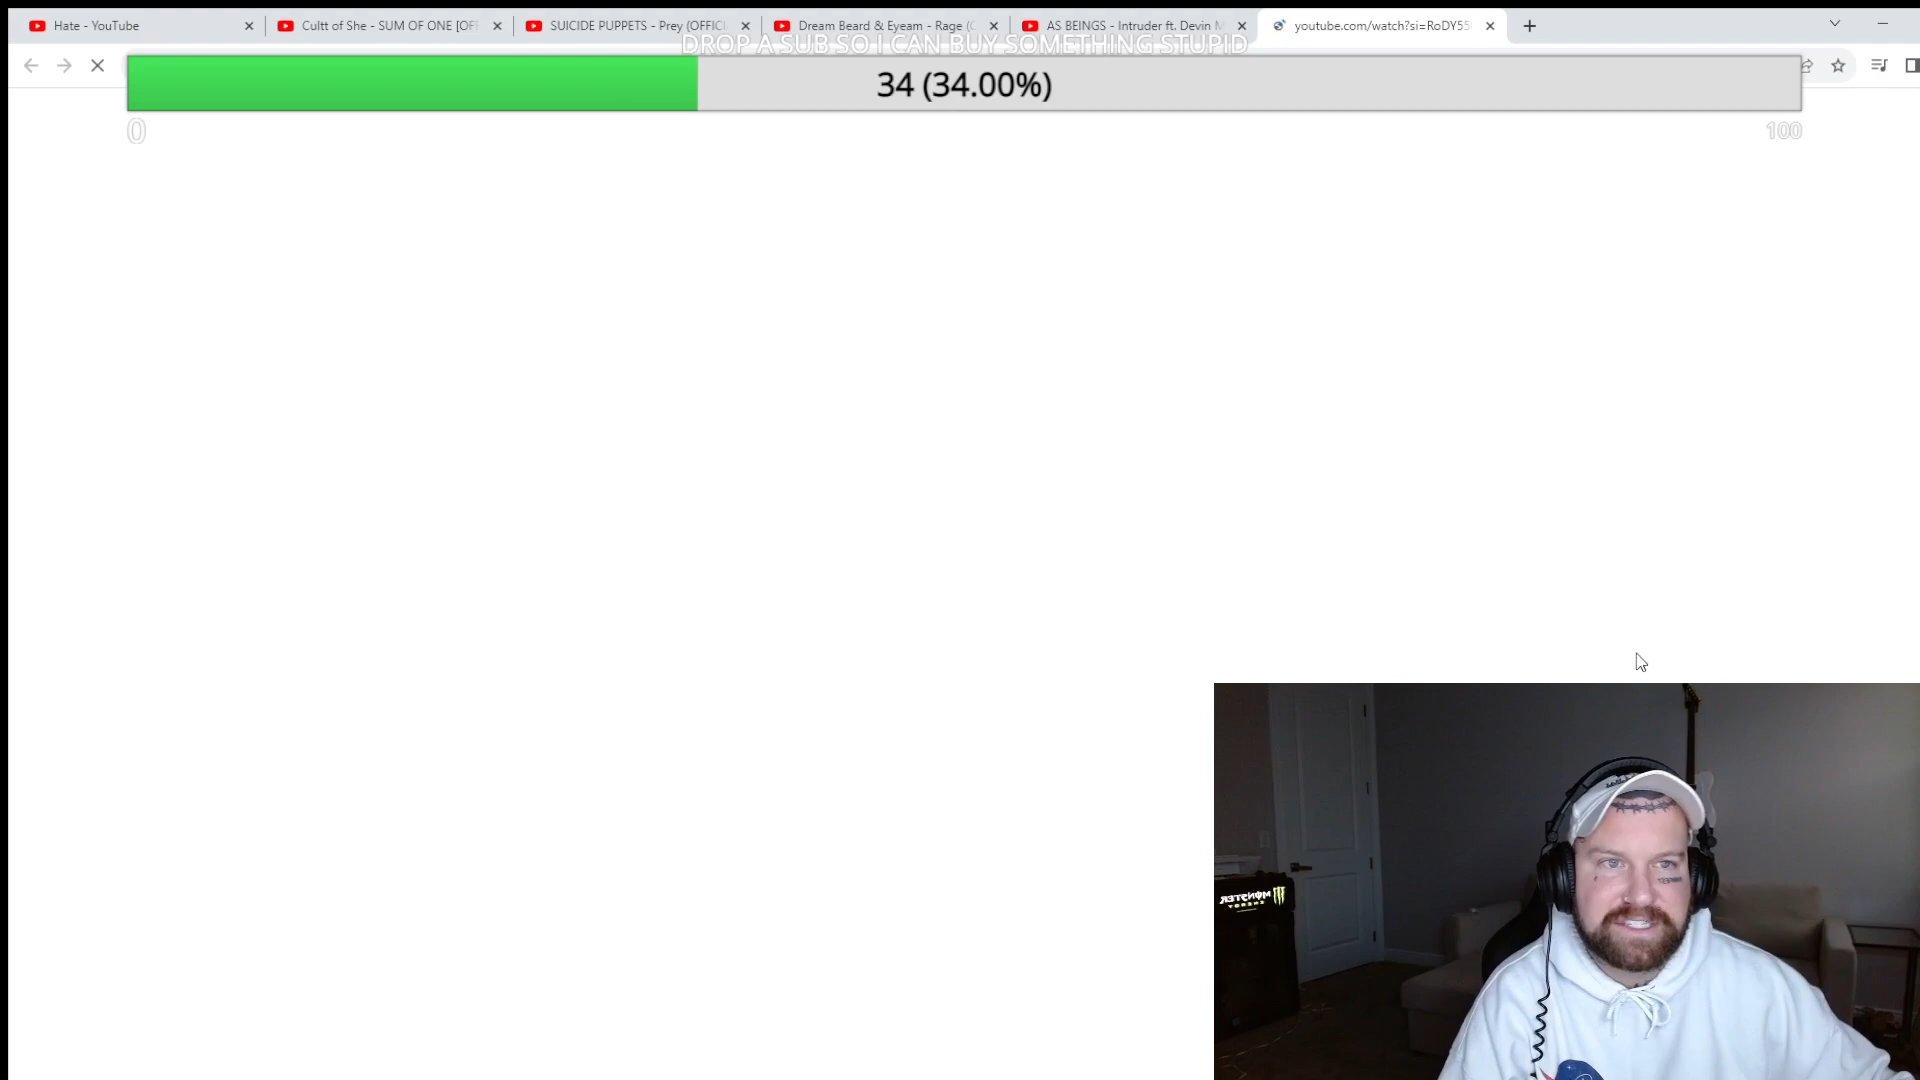 Hate - YouTube
Cultt of She - SUM OF ONE [OFF
SUICIDE PUPPETS - Prey (OFFICI
Dream Beard & Eyeam - Rage (
AS BEINGS - Intruder ft. Devin M
youtube.com/watch?si=RoDY55
DROP A SUB SO I CAN BUY SOMETHING STUPID
34 (34.00%)
0
100
MONSTER
ENERGY